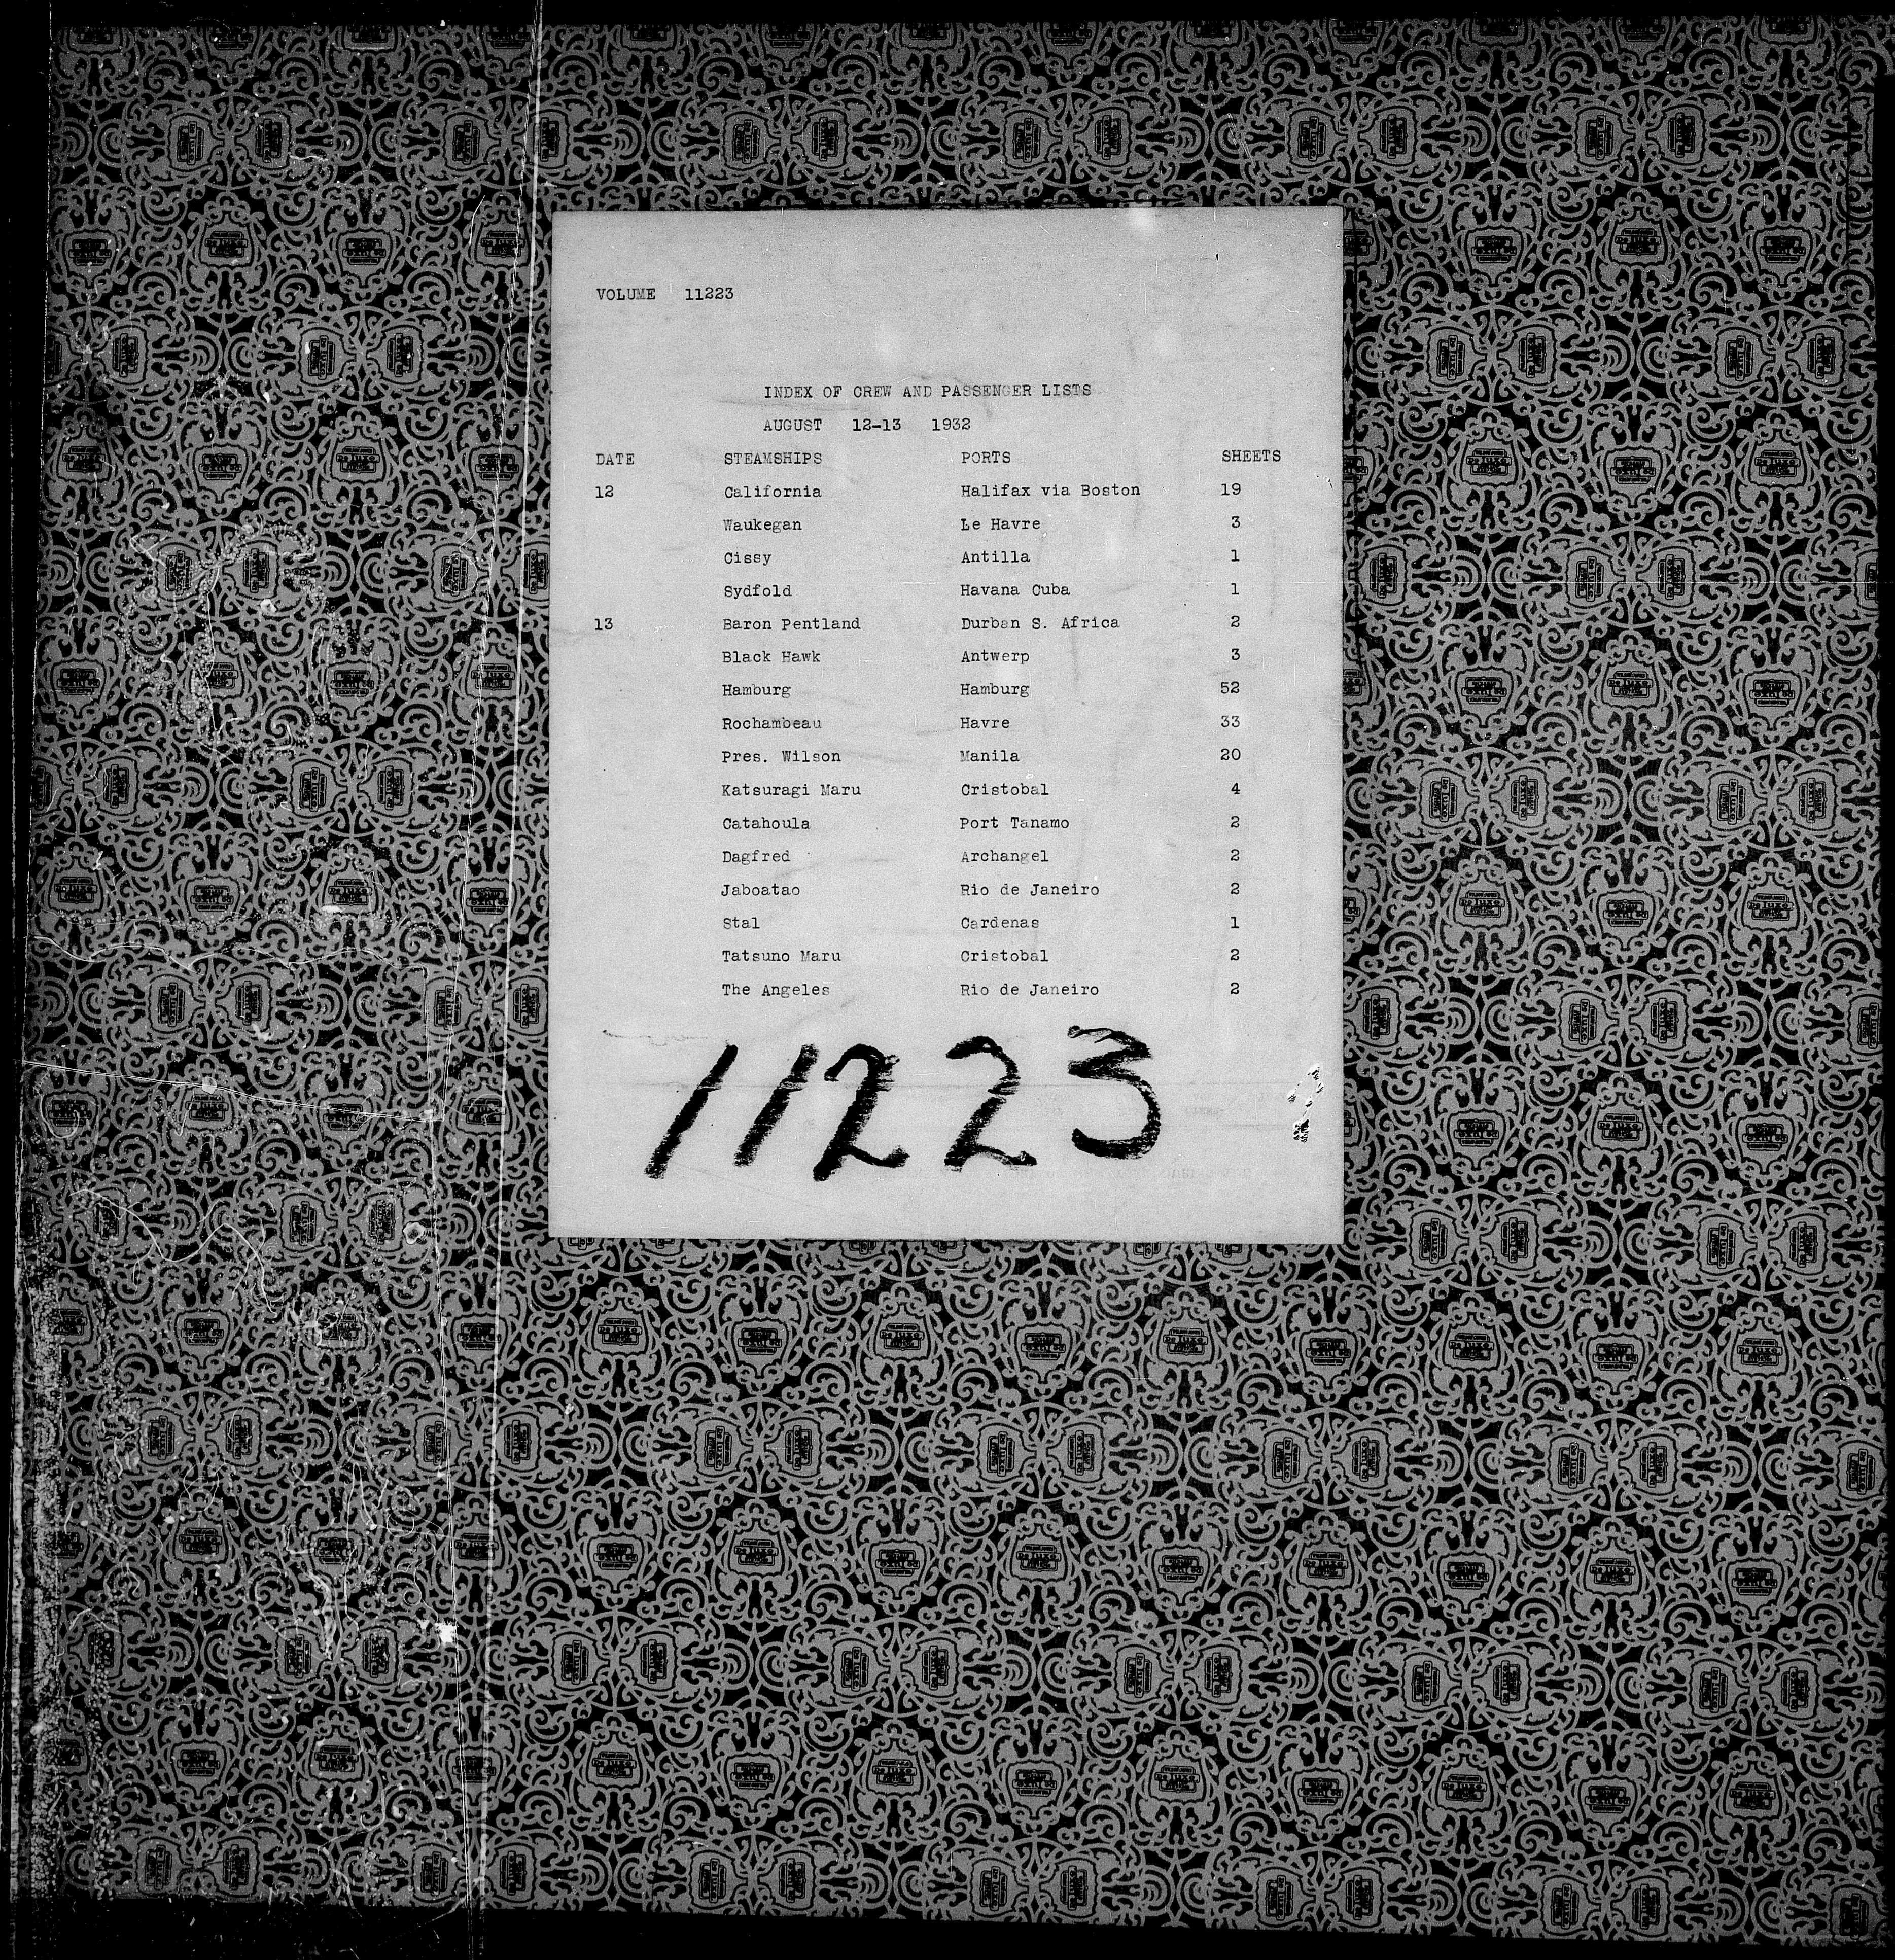 VOLUME 11223
INDEX OF CREW AND PASSENGER LISTS
AUGUST 12-13 1932
DATE STEAMSHIPS PORTS SHEETS
12 California Halifax via Boston 19
Waukegan Le Havre 3
Cissy Antilla 1
Sydfold Havana Cuba 1
13 Baron Pentland Durban S. Africa 2
Black Hawk Antwerp 3
Hamburg Hamburg 52
Rochambeau Havre 33
Pres. Wilson Manila 20
Katsuragi Maru Cristobal 4
Catahoula Port Tanamo 2
Dagfred Archangel 2
Jaboatao Rio de Janeiro 2
Stal Cardenas 1
Tatsuno Maru Cristobal 2
The Angeles Rio de Janeiro 2
11223